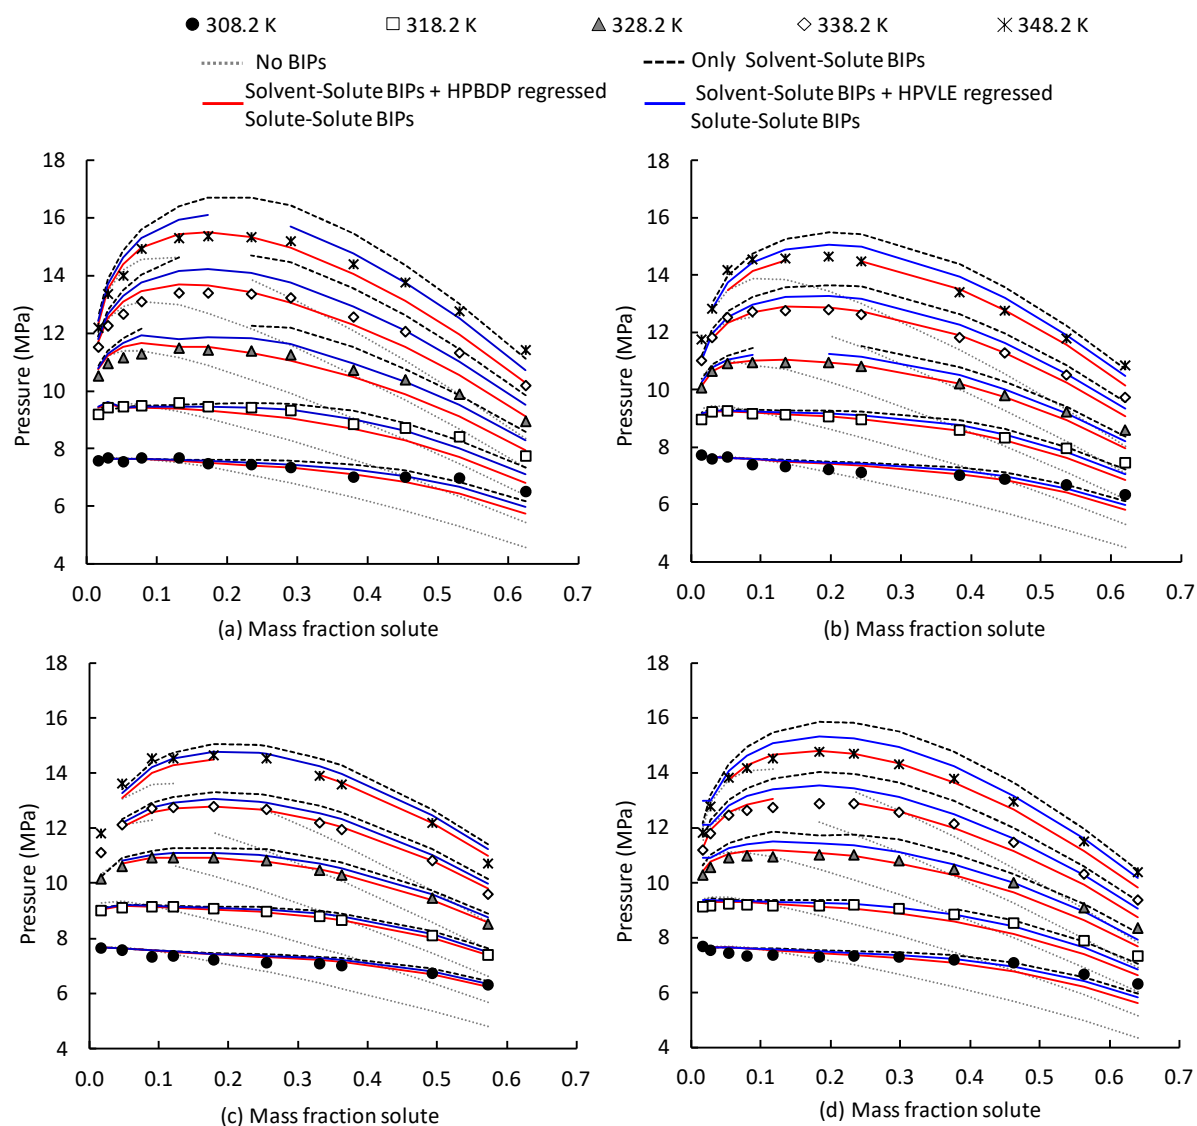 308.2 K 318.2 K 328.2 K 338.2 K 348.2 K
No BIPs Only Solvent-Solute BIPs
Solvent-Solute BIPs + HPBDP regressed
Solute-Solute BIPs
Solvent-Solute BIPs + HPVLE regressed
Solute-Solute BIPs
18
16
14
12
10
8
6
4
Pressure (MPa)
0.0 0.1 0.2 0.3 0.4 0.5 0.6 0.7
(a) Mass fraction solute
18
16
14
12
10
8
6
4
Pressure (MPa)
0.0 0.1 0.2 0.3 0.4 0.5 0.6 0.7
(b) Mass fraction solute
18
16
14
12
10
8
6
4
Pressure (MPa)
0.0 0.1 0.2 0.3 0.4 0.5 0.6 0.7
(c) Mass fraction solute
18
16
14
12
10
8
6
4
Pressure (MPa)
0.0 0.1 0.2 0.3 0.4 0.5 0.6 0.7
(d) Mass fraction solute